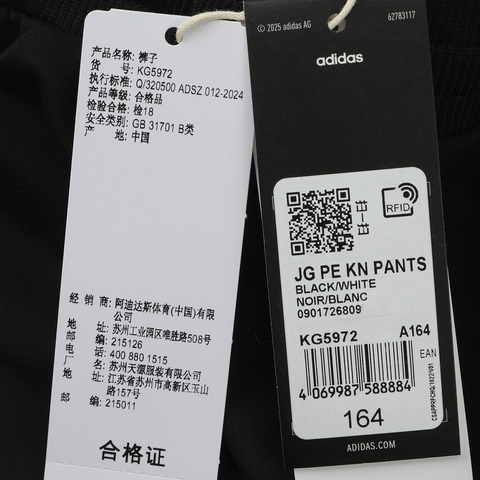 产品名称: 裤子
货 号: KG5972
执行标准: Q/320500 ADSZ 012-2024
产品等级: 合格品
检验合格: 检18
安全类别: GB 31701 B类
产 地: 中国
经 销 商: 阿迪达斯体育(中国)有限公司
地 址: 苏州工业园区唯胜路508号
邮 编: 215126
电 话: 400 880 1515
厂 名: 苏州天源服装有限公司
地 址: 江苏省苏州市高新区玉山路157号
邮 编: 215011
合格证
© 2025 adidas AG
62783117
adidas
RFID
JG PE KN PANTS
BLACK/WHITE
NOIR/BLANC
0901726809
KG5972 A164
EAN
4 069987 588884
164
ADIDAS.COM